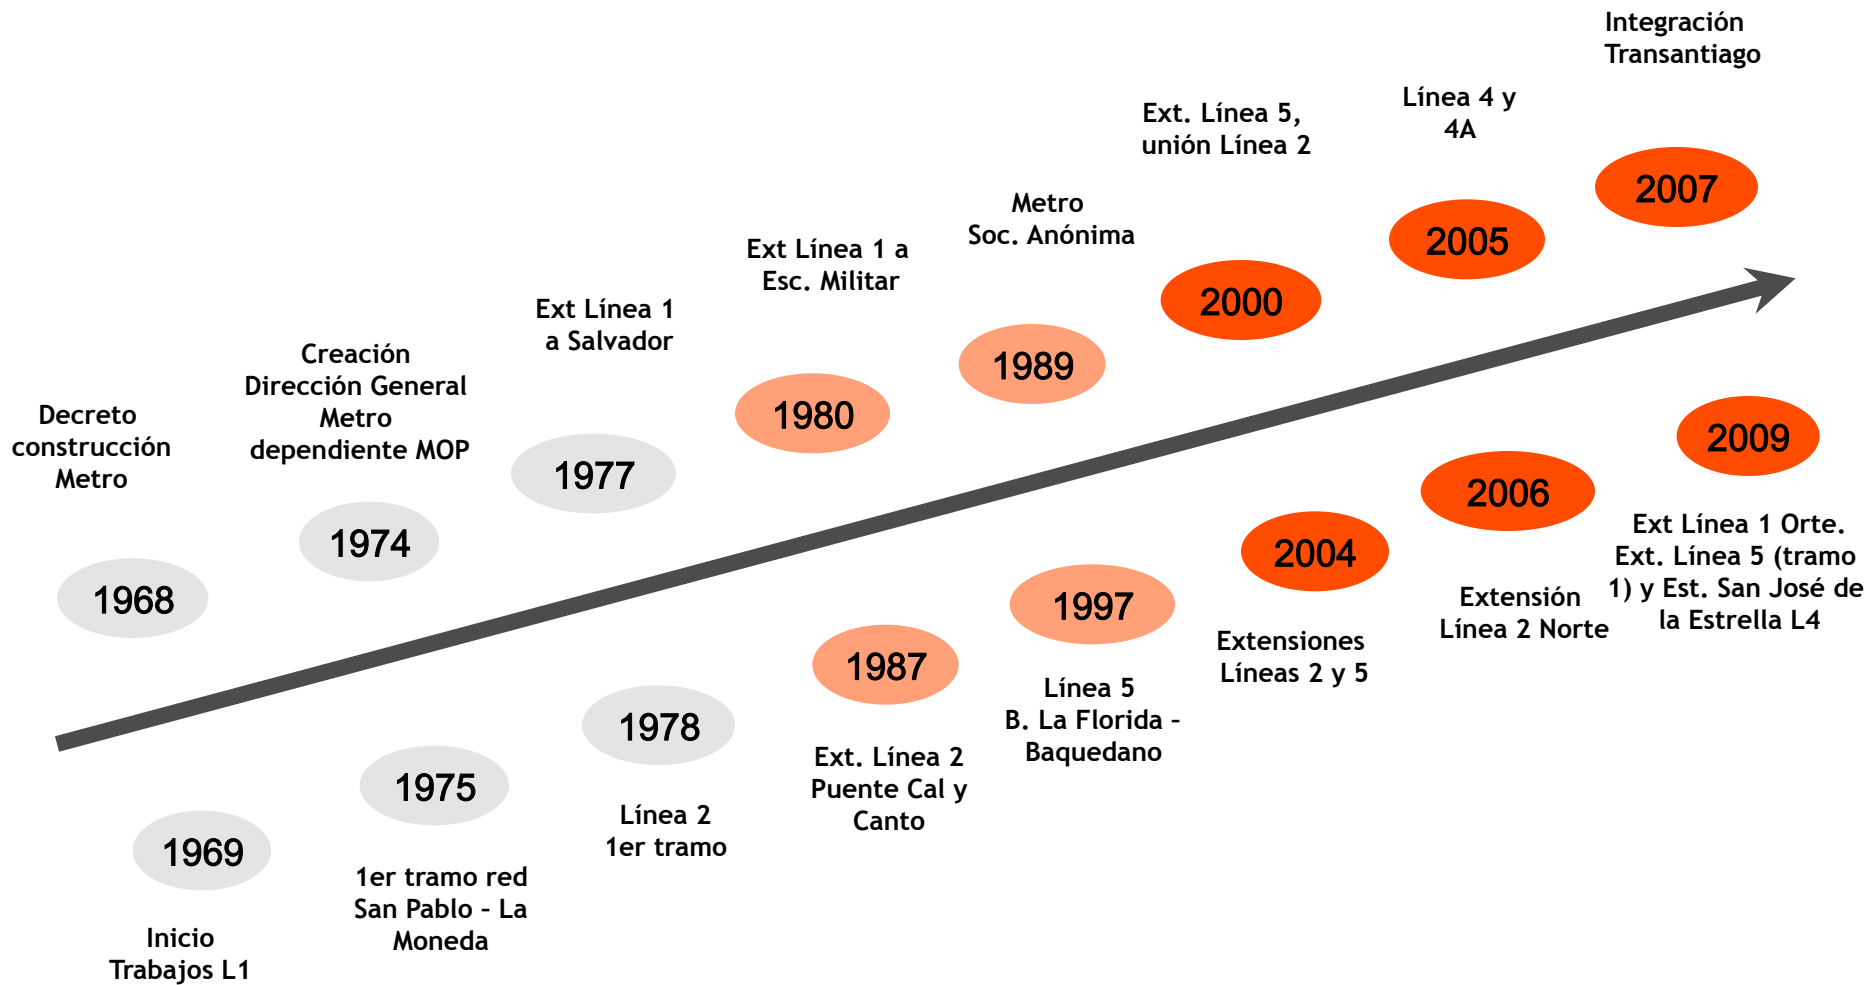 Integración
Transantiago
2007
Línea 4 y
4A
2005
Ext. Línea 5,
unión Línea 2
2000
Metro
Soc. Anónima
1989
Ext Línea 1 a
Esc. Militar
1980
Ext Línea 1
a Salvador
1977
Creación
Dirección General
Metro
dependiente MOP
1974
Decreto
construcción
Metro
1968
1969
Inicio
Trabajos L1
1975
1er tramo red
San Pablo – La
Moneda
1978
Línea 2
1er tramo
1987
Ext. Línea 2
Puente Cal y
Canto
1997
Línea 5
B. La Florida –
Baquedano
2004
Extensiones
Líneas 2 y 5
2006
Extensión
Línea 2 Norte
2009
Ext Línea 1 Orte.
Ext. Línea 5 (tramo
1) y Est. San José de
la Estrella L4